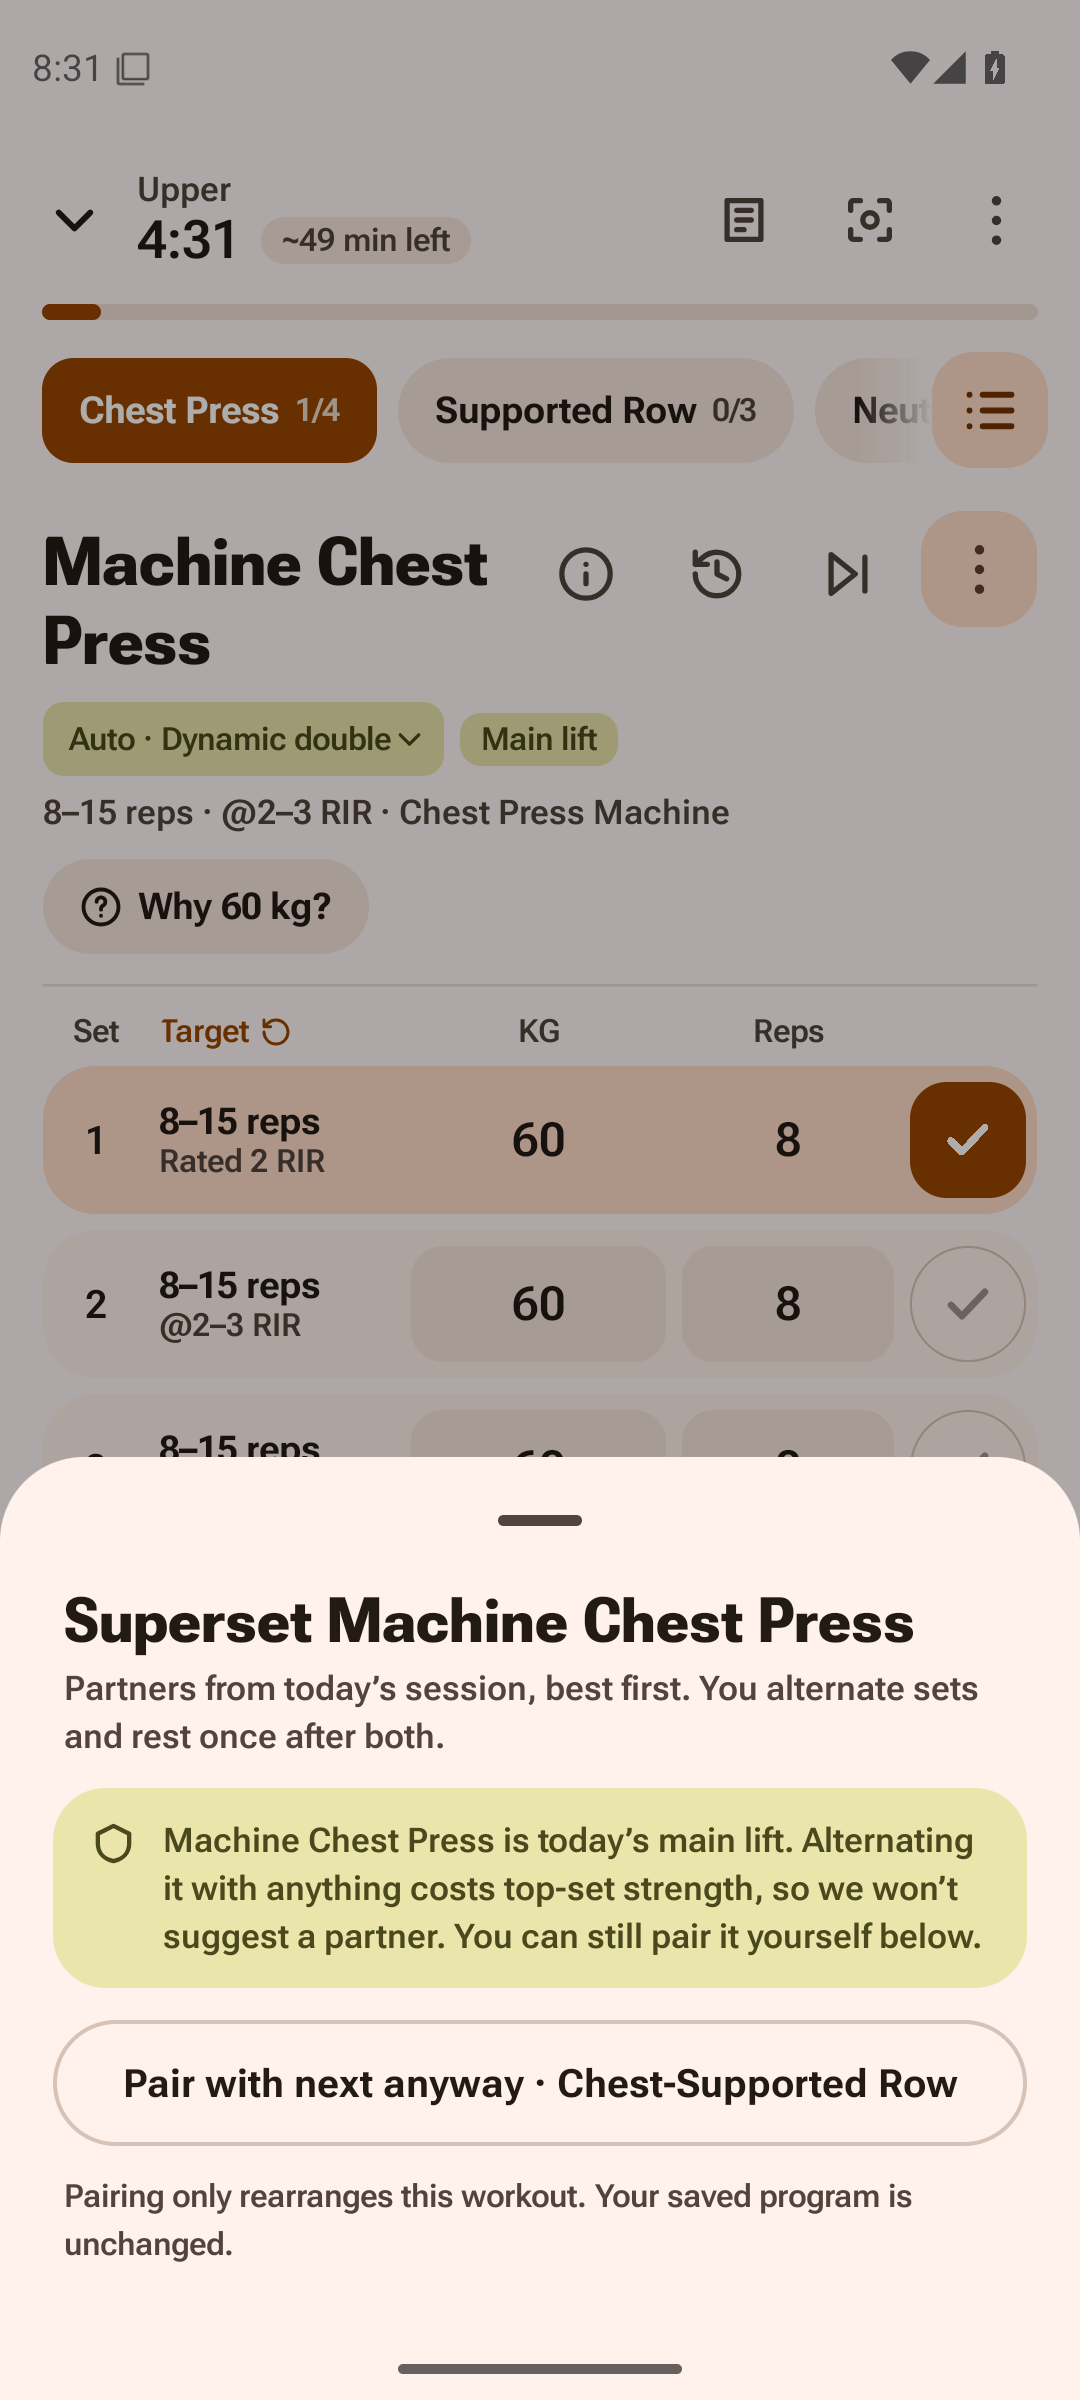 8:31
Upper
4:31 ~49 min left
Chest Press 1/4 Supported Row 0/3 Neut
Machine Chest
Press
Auto · Dynamic double Main lift
8–15 reps · @2–3 RIR · Chest Press Machine
Why 60 kg?
Set Target KG Reps
1 8–15 reps 60 8
Rated 2 RIR
2 8–15 reps 60 8
@2–3 RIR
8–15 reps
Superset Machine Chest Press
Partners from today’s session, best first. You alternate sets
and rest once after both.
Machine Chest Press is today’s main lift. Alternating
it with anything costs top-set strength, so we won’t
suggest a partner. You can still pair it yourself below.
Pair with next anyway · Chest-Supported Row
Pairing only rearranges this workout. Your saved program is
unchanged.